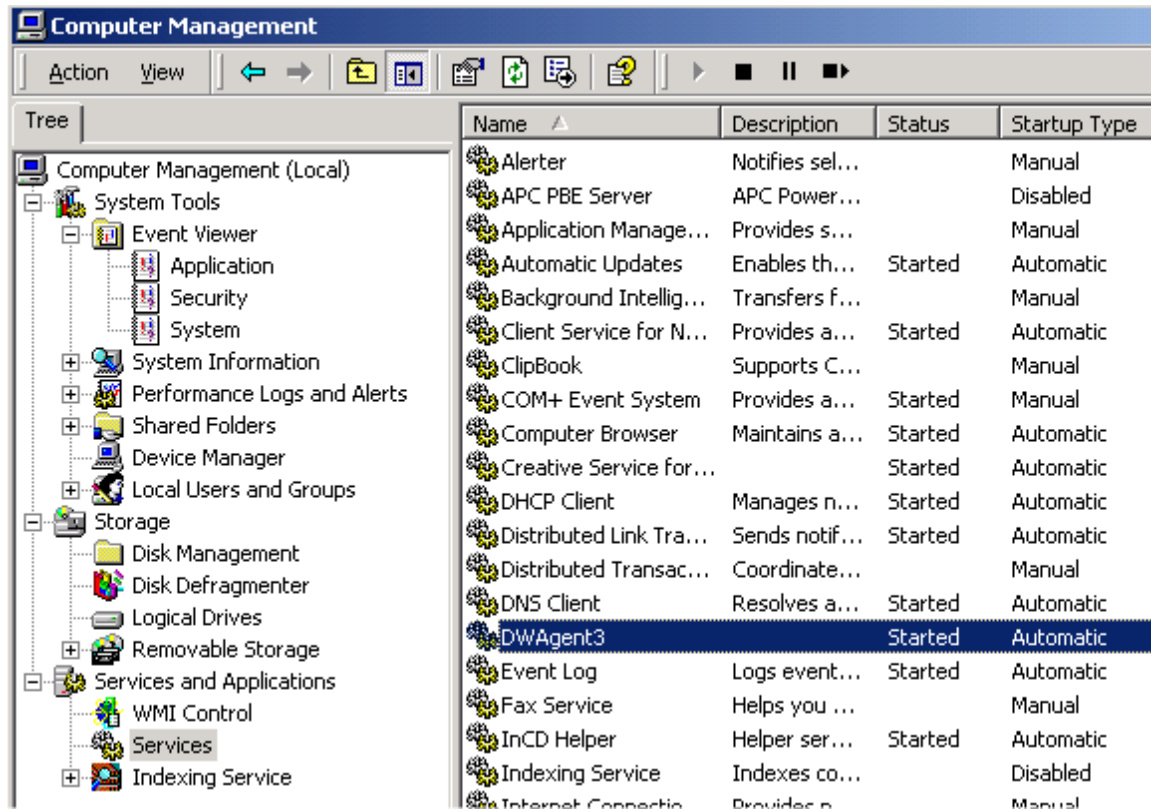 Computer Management
Action View
Tree
Computer Management (Local)
System Tools
Event Viewer
Application
Security
System
System Information
Performance Logs and Alerts
Shared Folders
Device Manager
Local Users and Groups
Storage
Disk Management
Disk Defragmenter
Logical Drives
Removable Storage
Services and Applications
WMI Control
Services
Indexing Service
Name Description Status Startup Type
Alerter Notifies sel... Manual
APC PBE Server APC Power... Disabled
Application Manage... Provides s... Manual
Automatic Updates Enables th... Started Automatic
Background Intellig... Transfers f... Manual
Client Service for N... Provides a... Started Automatic
ClipBook Supports C... Manual
COM+ Event System Provides a... Started Manual
Computer Browser Maintains a... Started Automatic
Creative Service for... Started Automatic
DHCP Client Manages n... Started Automatic
Distributed Link Tra... Sends notif... Started Automatic
Distributed Transac... Coordinate... Manual
DNS Client Resolves a... Started Automatic
DWAgent3 Started Automatic
Event Log Logs event... Started Automatic
Fax Service Helps you ... Manual
InCD Helper Helper ser... Started Automatic
Indexing Service Indexes co... Disabled
Internet Connectio... Provides n... Manual